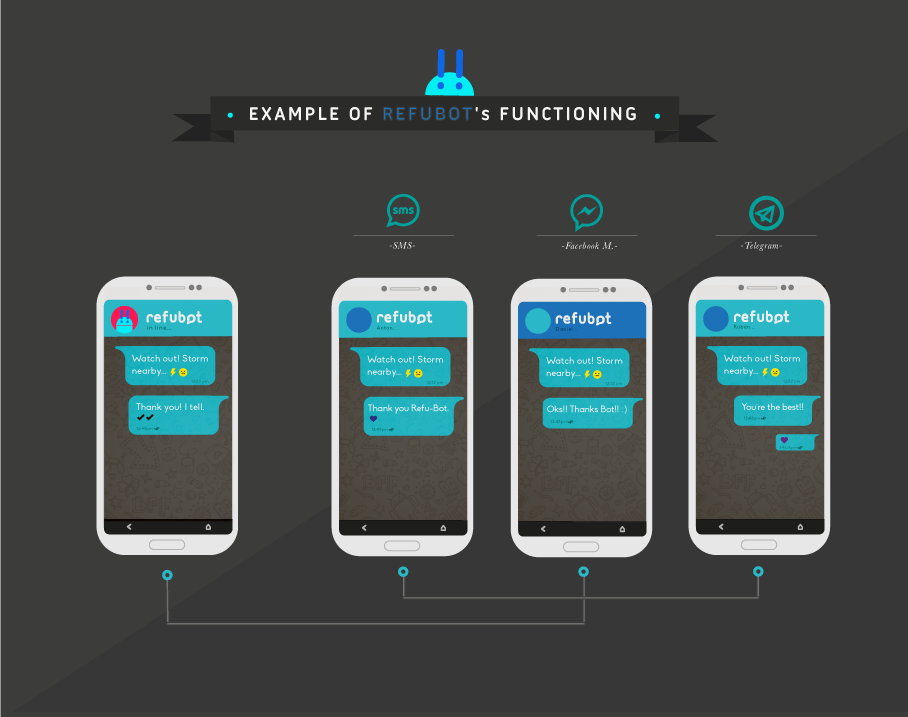 EXAMPLE OF REFUBOT's FUNCTIONING
sms
-SMS-
-Facebook M.-
-Telegram-
refubot
In line...
Watch out! Storm
nearby...
Thank you! I tell.
refubot
Anton...
Watch out! Storm
nearby...
Thank you Refu-Bot.
refubot
Daniel...
Watch out! Storm
nearby...
Oks!! Thanks Bot!! :)
refubot
Ruben...
Watch out! Storm
nearby...
You're the best!!